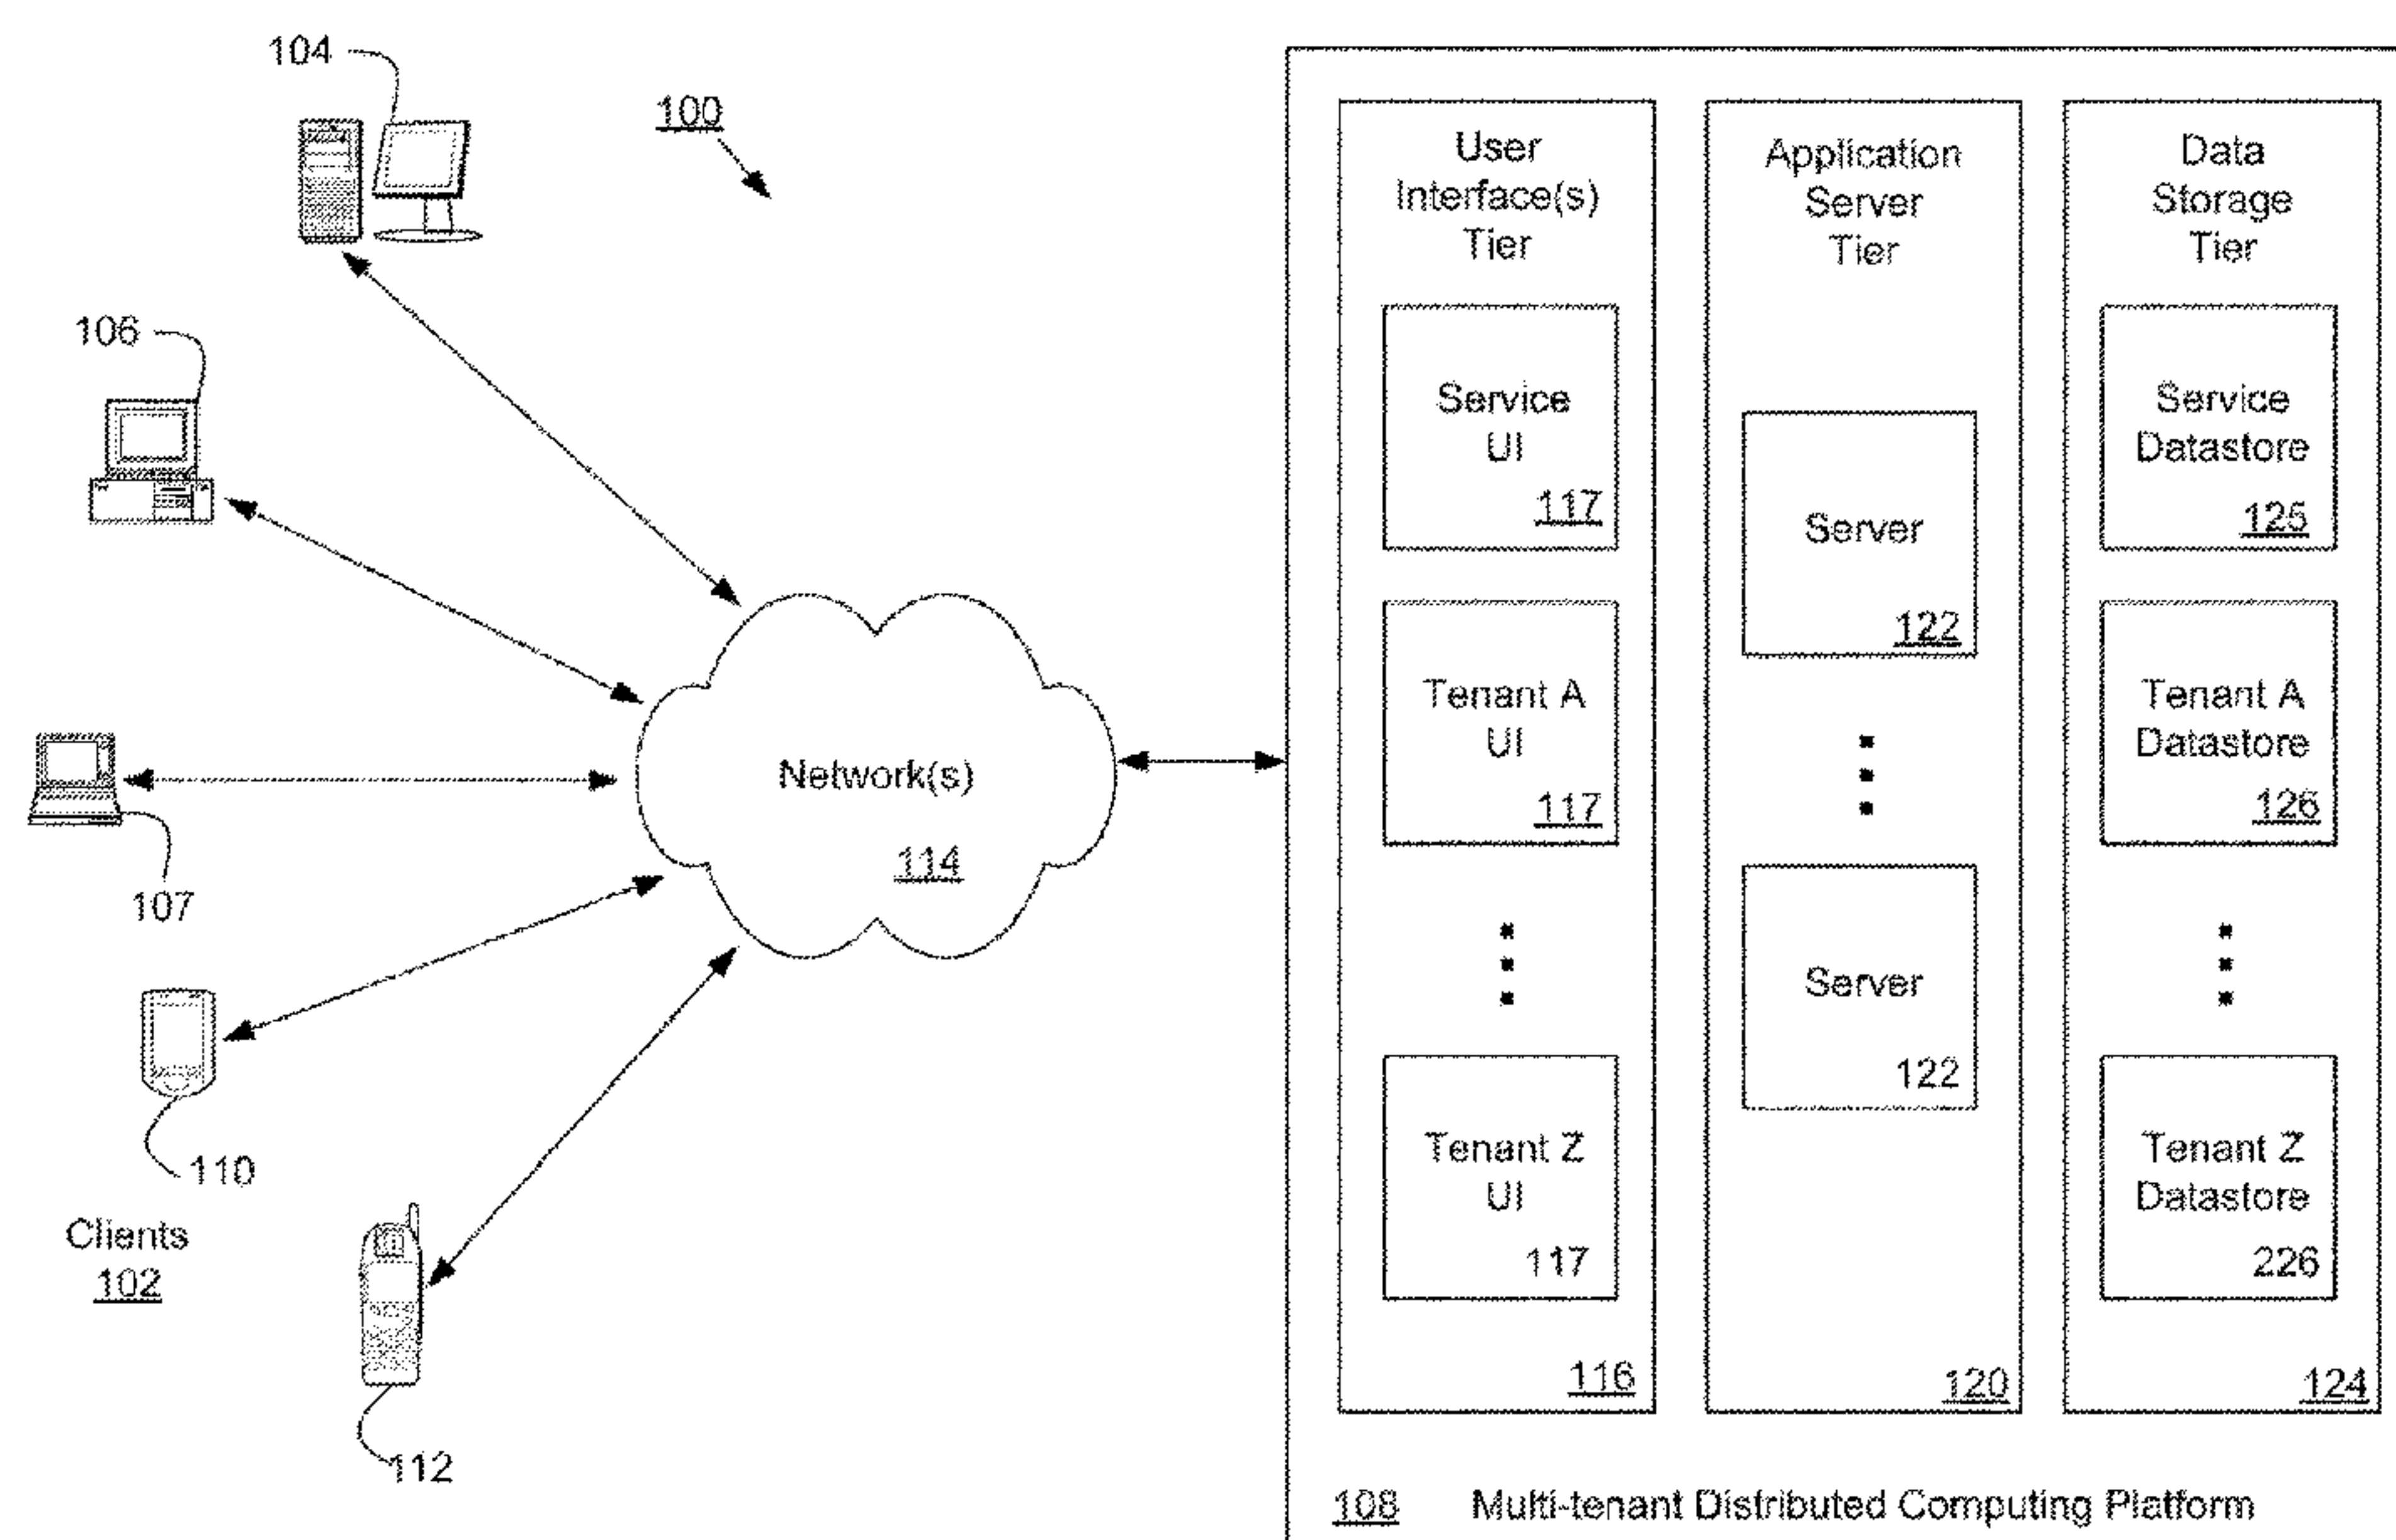 104
100
106
107
110
Clients
102
112
Network(s)
114
User
Interface(s)
Tier
Service
UI
117
Tenant A
UI
117
Tenant Z
UI
117
116
Application
Server
Tier
Server
122
Server
122
120
Data
Storage
Tier
Service
Datastore
125
Tenant A
Datastore
126
Tenant Z
Datastore
226
124
108 Multi-tenant Distributed Computing Platform